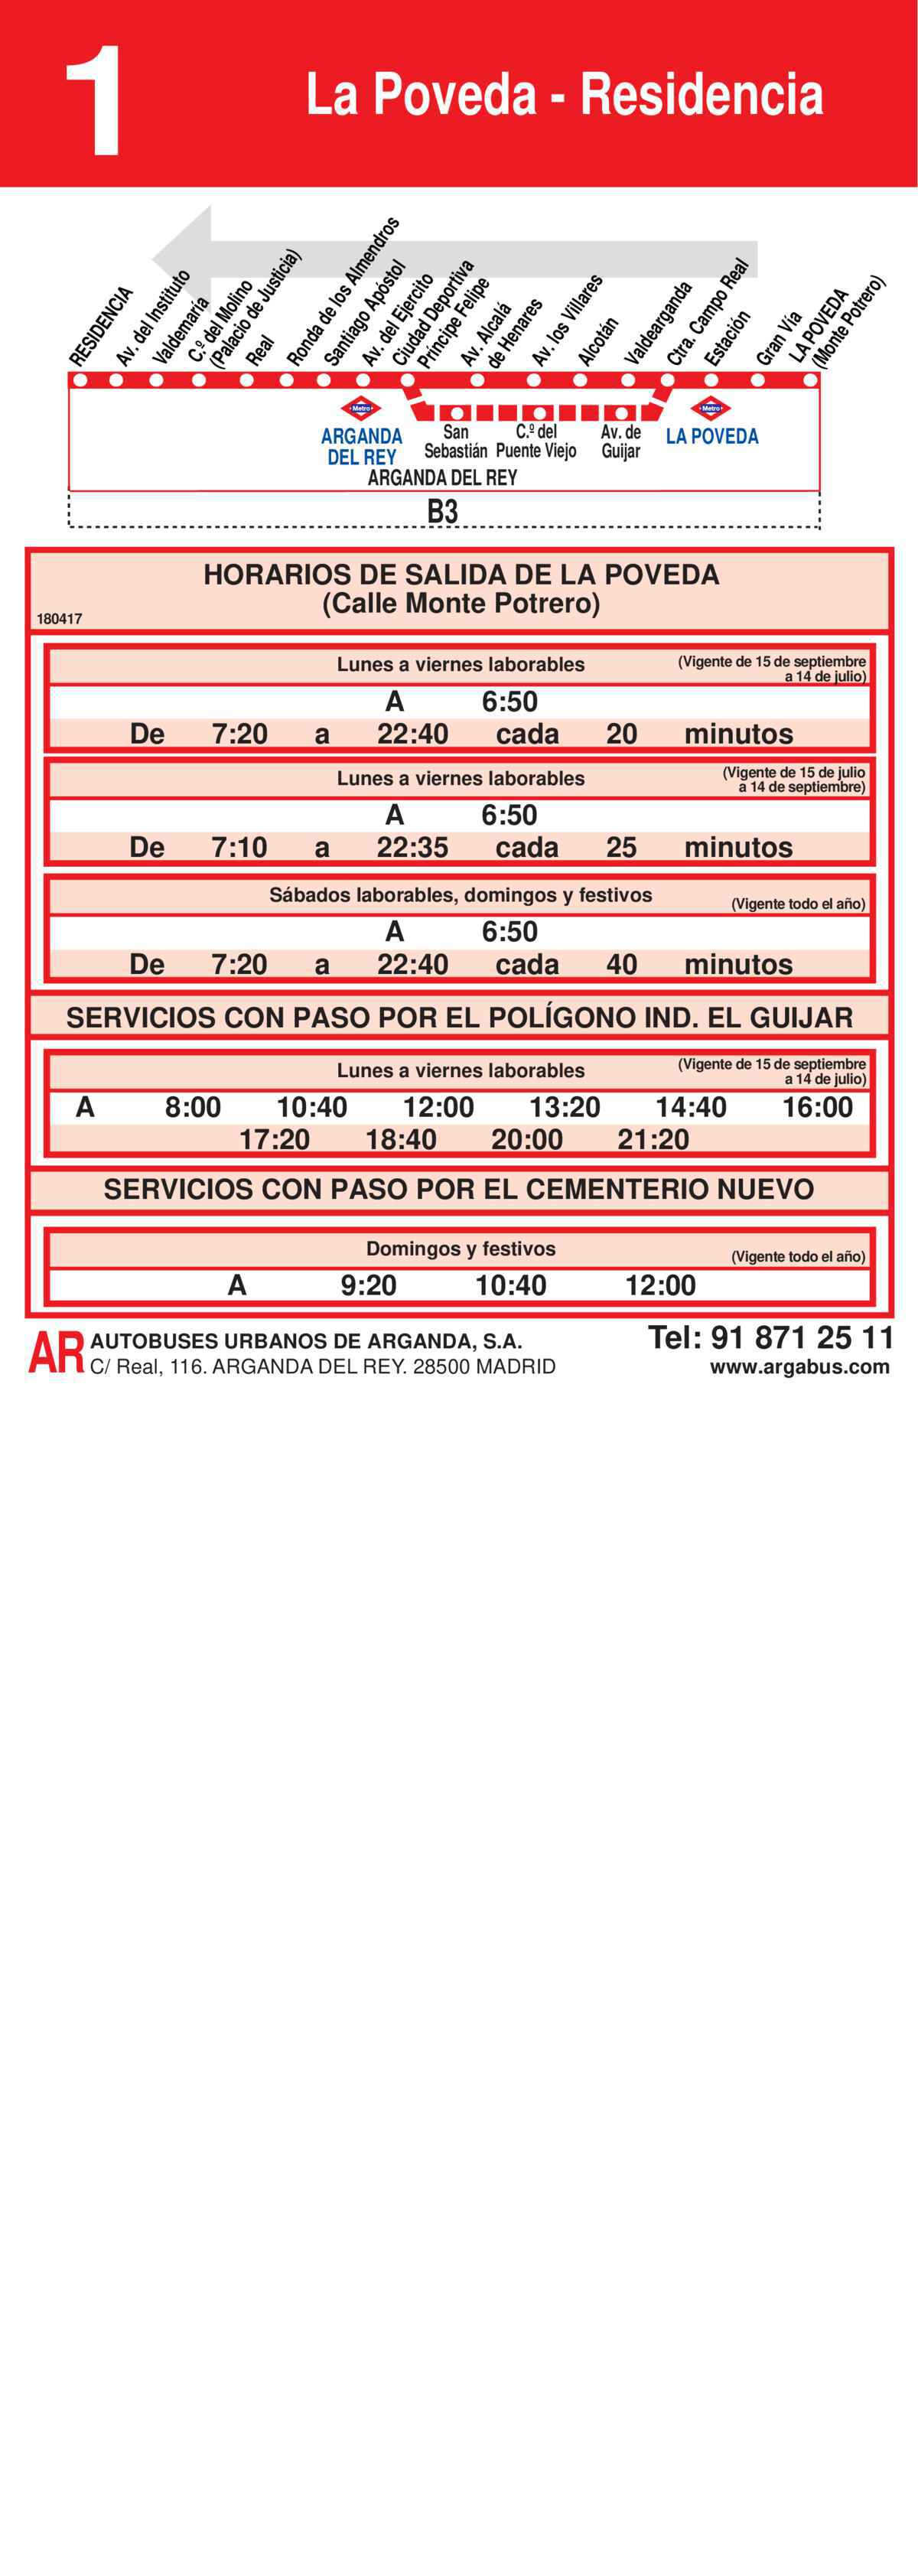 1
La Poveda - Residencia
RESIDENCIA
Av. del Instituto
Valdemaría
C.º del Molino
(Palacio de Justicia)
Real
Ronda de los Almendros
Santiago Apóstol
Av. del Ejercito
Ciudad Deportiva
Príncipe Felipe
Av. Alcalá
de Henares
Av. los Villares
Alcotán
Valdearganda
Ctra. Campo Real
Estación
Gran Vía
LA POVEDA
(Monte Potrero)
Metro
Metro
ARGANDA
DEL REY
San
Sebastián
C.º del
Puente Viejo
Av. de
Guijar
LA POVEDA
ARGANDA DEL REY
B3
HORARIOS DE SALIDA DE LA POVEDA
(Calle Monte Potrero)
180417
Lunes a viernes laborables
(Vigente de 15 de septiembre
a 14 de julio)
A 6:50
De 7:20 a 22:40 cada 20 minutos
Lunes a viernes laborables
(Vigente de 15 de julio
a 14 de septiembre)
A 6:50
De 7:10 a 22:35 cada 25 minutos
Sábados laborables, domingos y festivos
(Vigente todo el año)
A 6:50
De 7:20 a 22:40 cada 40 minutos
SERVICIOS CON PASO POR EL POLÍGONO IND. EL GUIJAR
Lunes a viernes laborables
(Vigente de 15 de septiembre
a 14 de julio)
A 8:00 10:40 12:00 13:20 14:40 16:00
17:20 18:40 20:00 21:20
SERVICIOS CON PASO POR EL CEMENTERIO NUEVO
Domingos y festivos
(Vigente todo el año)
A 9:20 10:40 12:00
AR
AUTOBUSES URBANOS DE ARGANDA, S.A.
C/ Real, 116. ARGANDA DEL REY. 28500 MADRID
Tel: 91 871 25 11
www.argabus.com